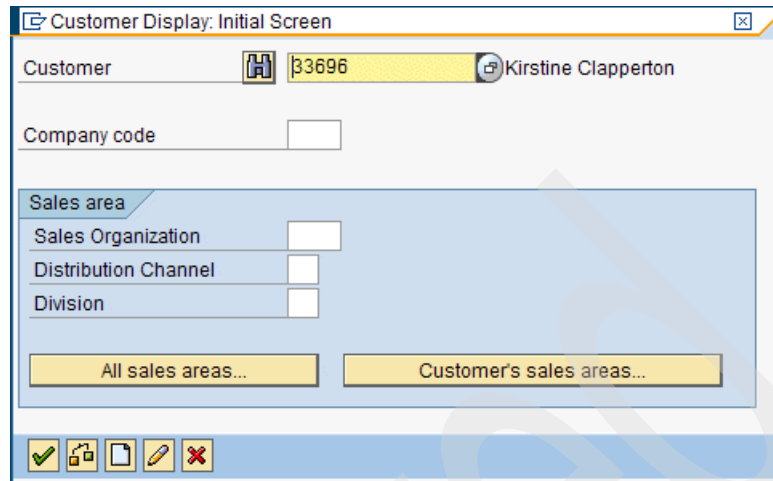 Customer Display: Initial Screen
Customer 33696 Kirstine Clapperton
Company code
Sales area
Sales Organization
Distribution Channel
Division
All sales areas... Customer's sales areas...